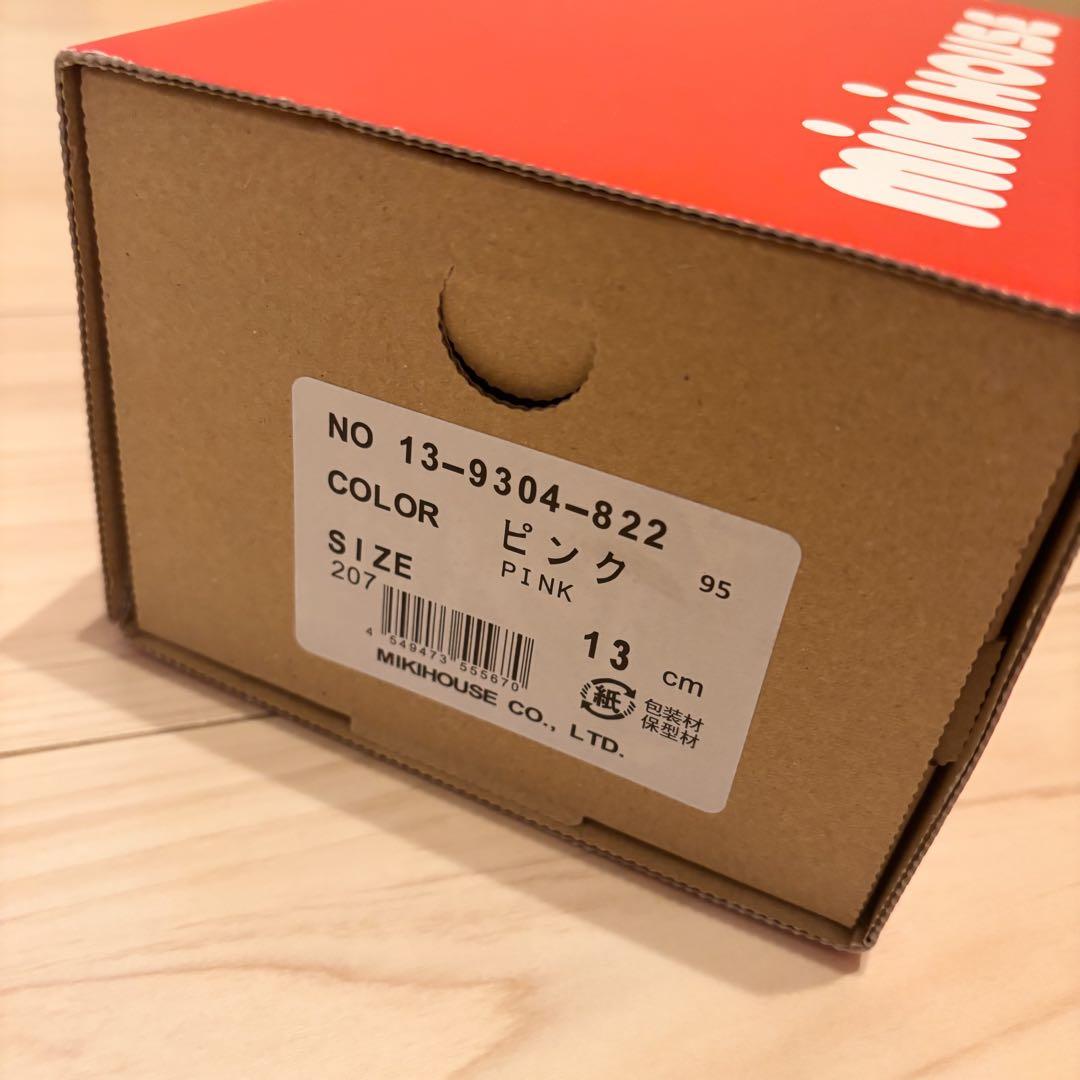 MIKIHOUSE
NO 13-9304-822
COLOR ピンク 95
PINK
SIZE
207
13 cm
4 549473 555670
紙 包装材
保型材
MIKIHOUSE CO., LTD.